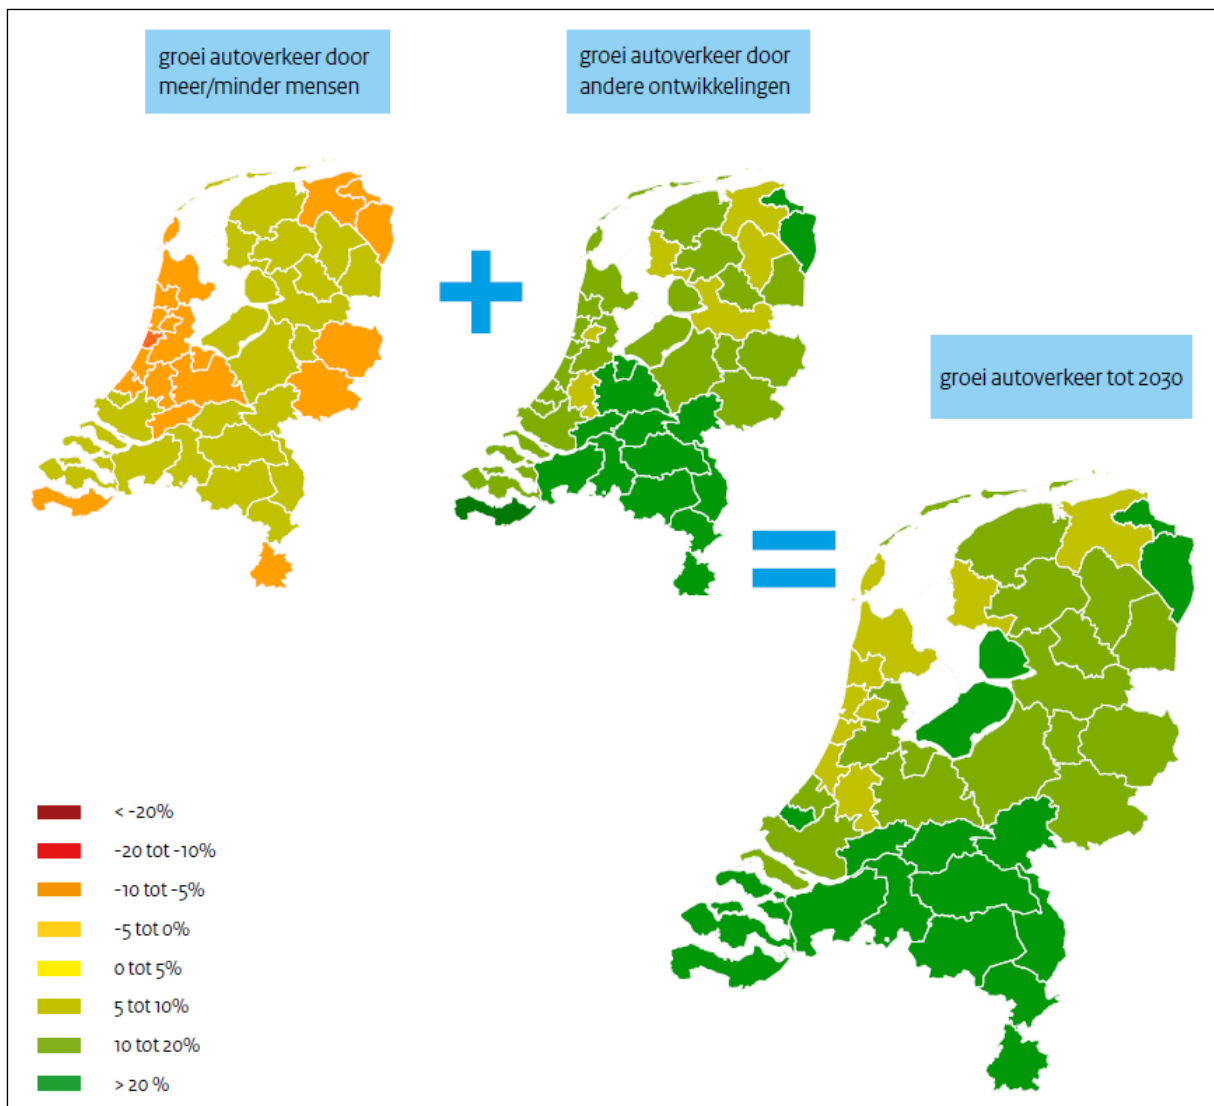 groei autoverkeer door
meer/minder mensen
groei autoverkeer door
andere ontwikkelingen
groei autoverkeer tot 2030
< -20%
-20 tot -10%
-10 tot -5%
-5 tot 0%
0 tot 5%
5 tot 10%
10 tot 20%
> 20 %